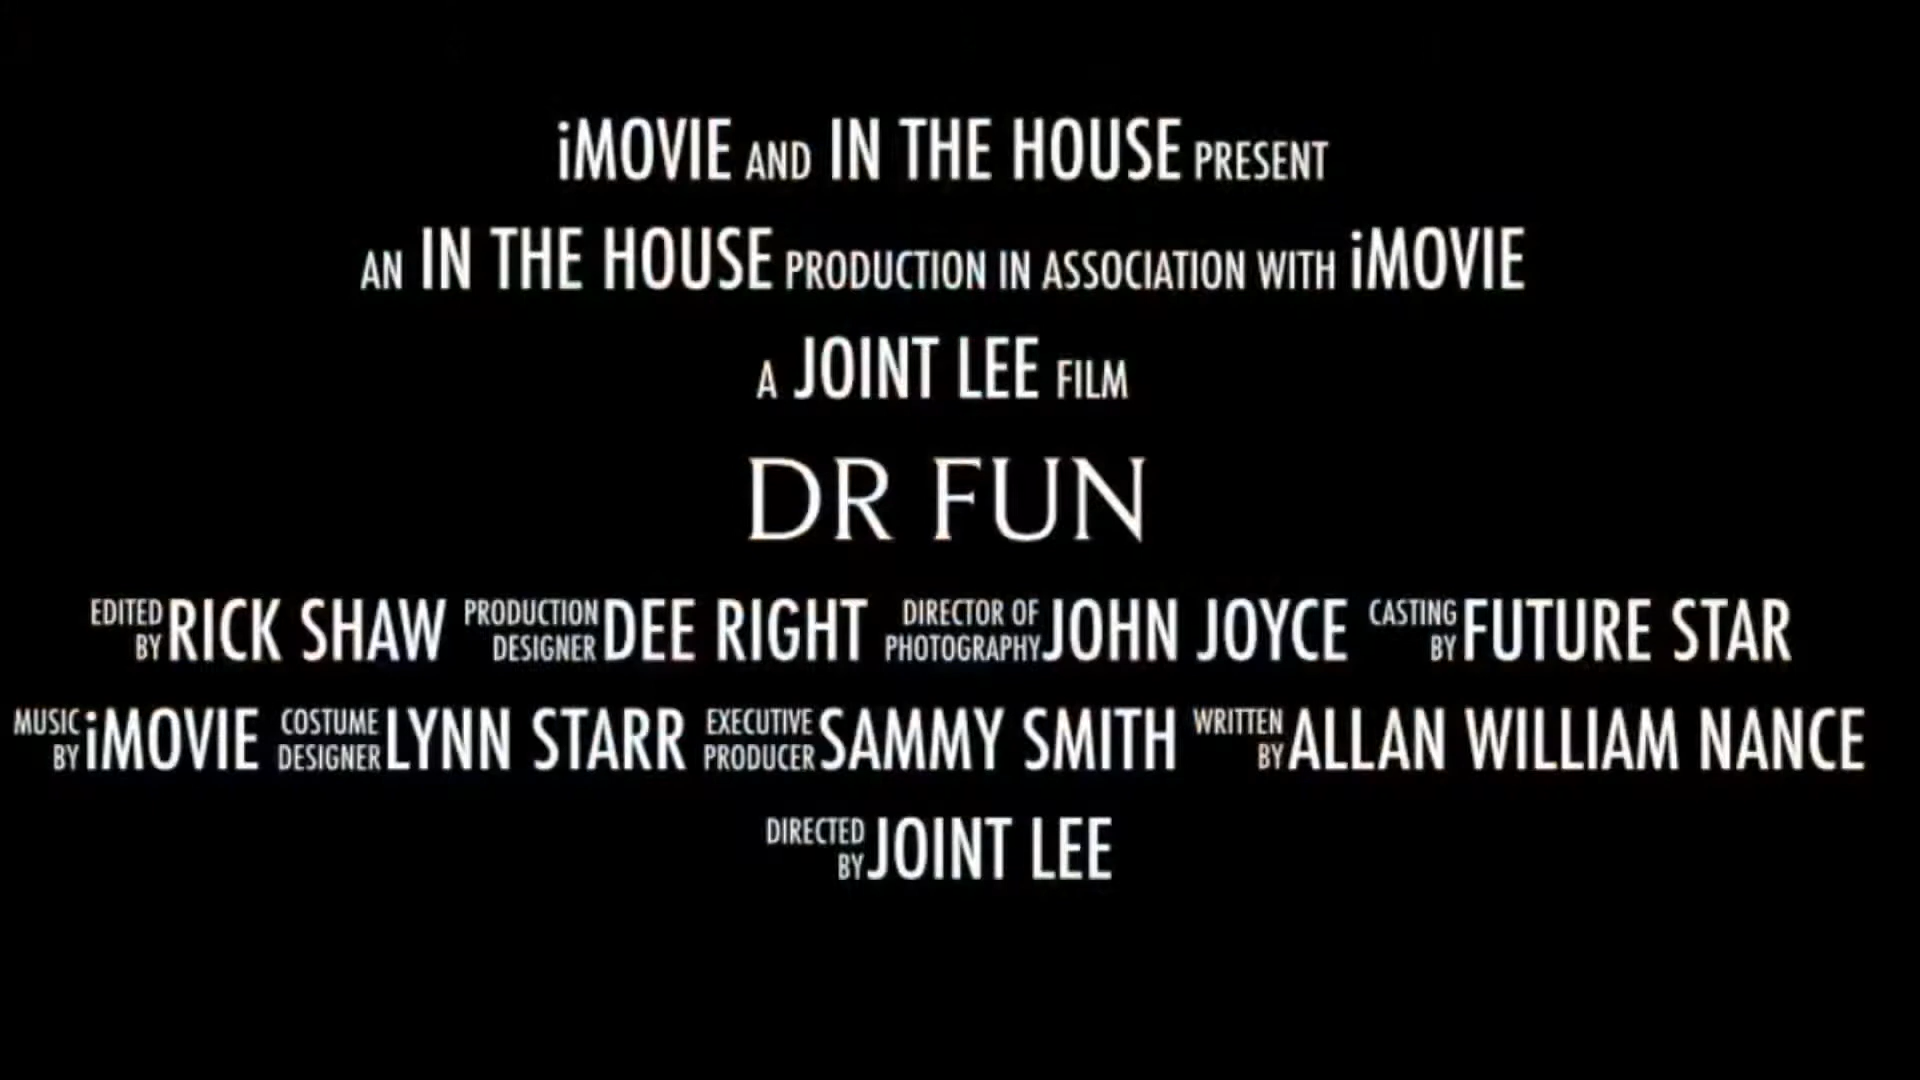 iMOVIE AND IN THE HOUSE PRESENT
AN IN THE HOUSE PRODUCTION IN ASSOCIATION WITH iMOVIE
A JOINT LEE FILM
DR FUN
EDITED BY RICK SHAW PRODUCTION DESIGNER DEE RIGHT DIRECTOR OF PHOTOGRAPHY JOHN JOYCE CASTING BY FUTURE STAR
MUSIC BY iMOVIE COSTUME DESIGNER LYNN STARR EXECUTIVE PRODUCER SAMMY SMITH WRITTEN BY ALLAN WILLIAM NANCE
DIRECTED BY JOINT LEE